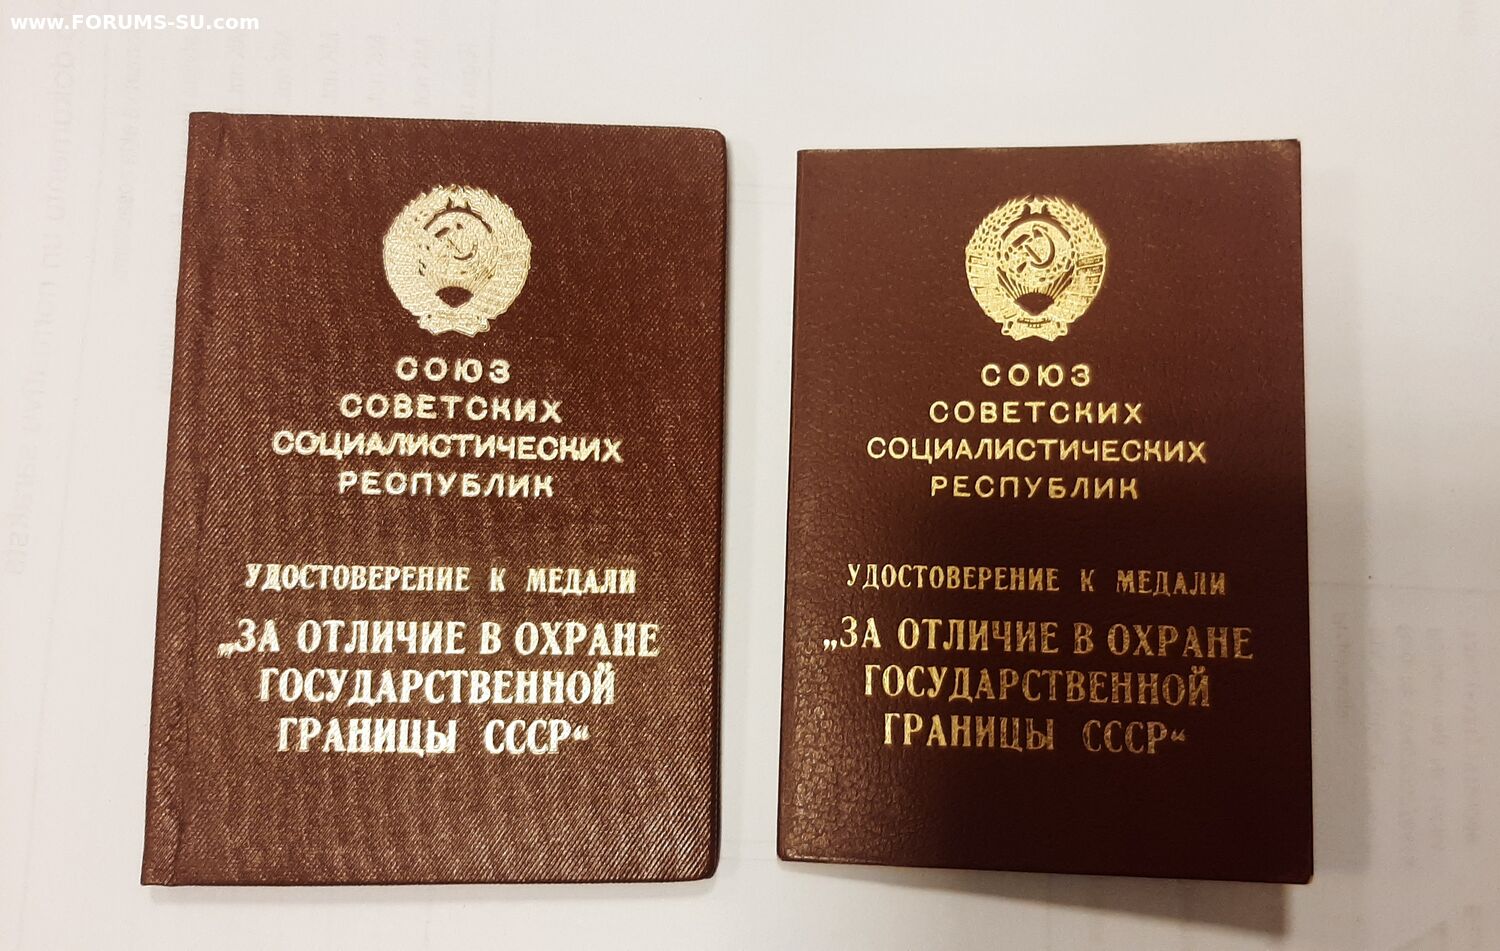 www.FORUMS-SU.com
СОЮЗ
СОВЕТСКИХ
СОЦИАЛИСТИЧЕСКИХ
РЕСПУБЛИК
УДОСТОВЕРЕНИЕ К МЕДАЛИ
„ЗА ОТЛИЧИЕ В ОХРАНЕ
ГОСУДАРСТВЕННОЙ
ГРАНИЦЫ СССР“
СОЮЗ
СОВЕТСКИХ
СОЦИАЛИСТИЧЕСКИХ
РЕСПУБЛИК
УДОСТОВЕРЕНИЕ К МЕДАЛИ
„ЗА ОТЛИЧИЕ В ОХРАНЕ
ГОСУДАРСТВЕННОЙ
ГРАНИЦЫ СССР“